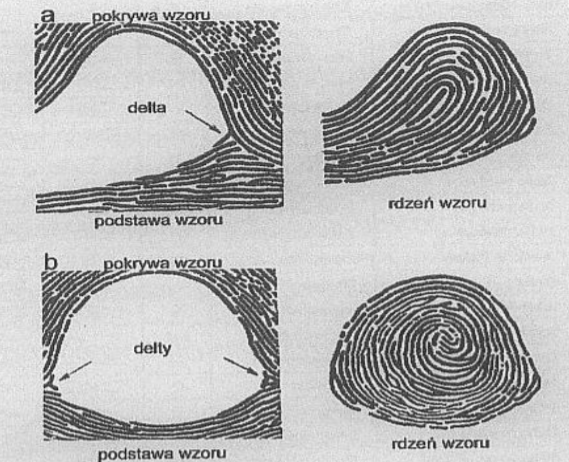 a
pokrywa wzoru
delta
podstawa wzoru
rdzeń wzoru
b
pokrywa wzoru
delty
podstawa wzoru
rdzeń wzoru